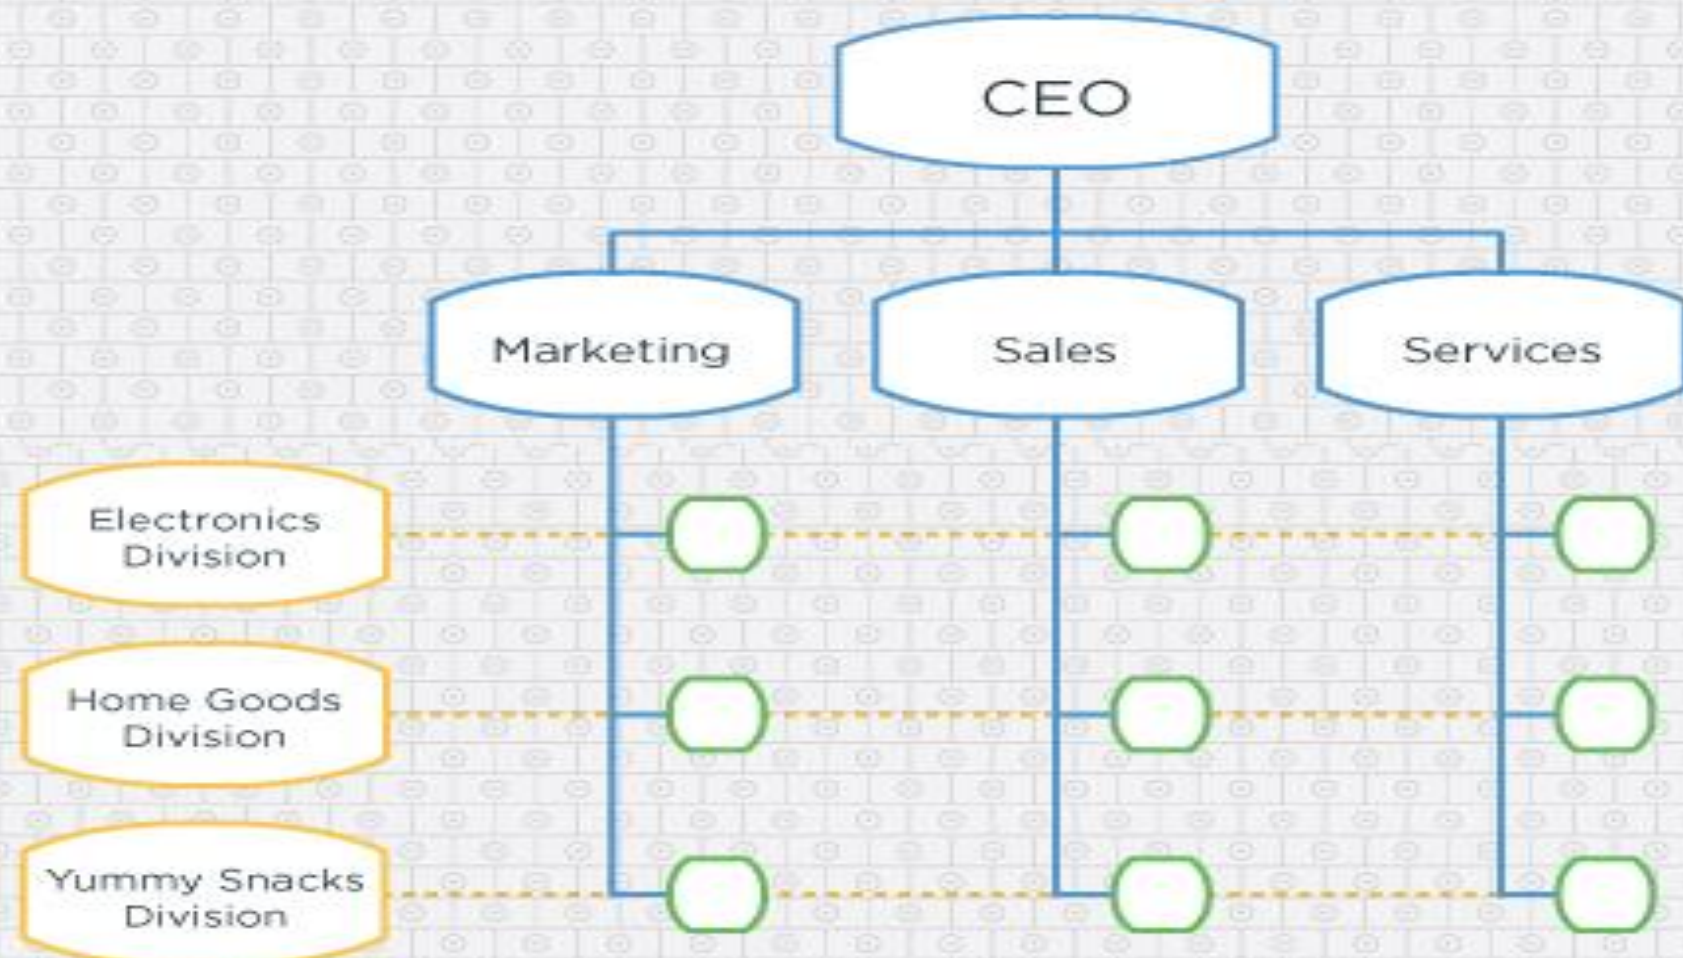 CEO
Marketing
Sales
Services
Electronics
Division
Home Goods
Division
Yummy Snacks
Division